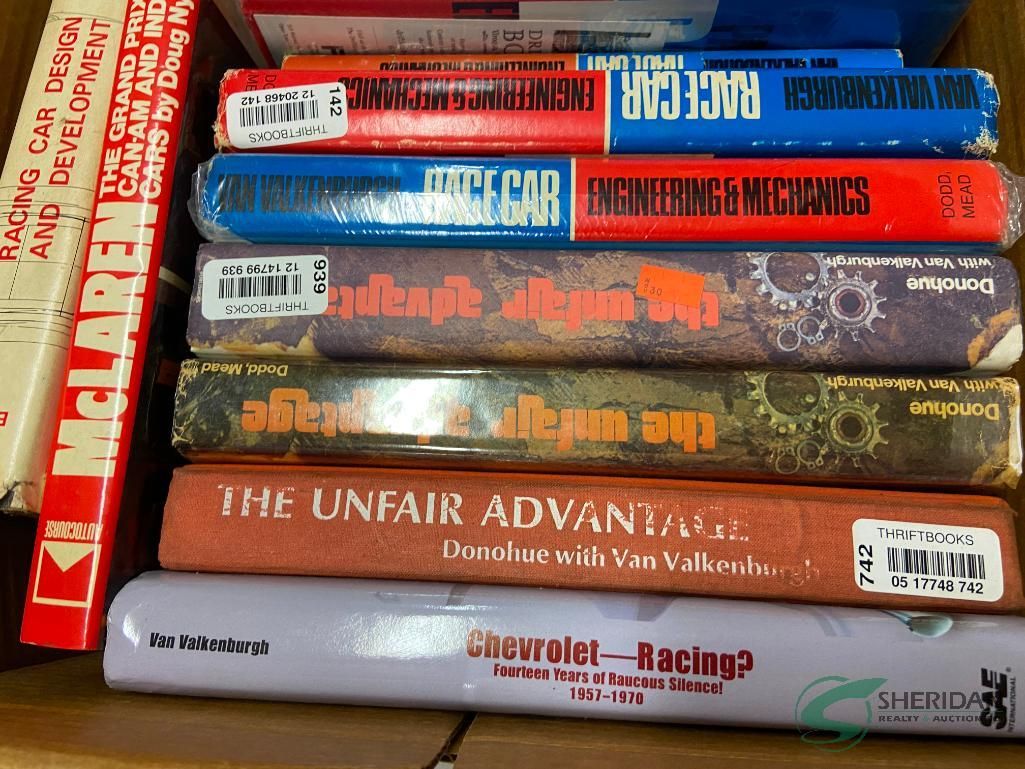 RACING CAR DESIGN
AND DEVELOPMENT
McLAREN
THE GRAND PRIX
CAN-AM AND IND
CARS by Doug Ny
AUTOCOURSE
ENGINEERING & MECHANICS
RACE CAR
VAN VALKENBURGH
142
12 20468 142
THRIFTBOOKS
VAN VALKENBURGH
RACE CAR
ENGINEERING & MECHANICS
DODD,
MEAD
939
12 14799 939
THRIFTBOOKS
the unfair advanta
Donohue
with Van Valkenburgh
Dodd, Mead
the unfair advantage
Donohue
with Van Valkenburgh
THE UNFAIR ADVANTAGE
Donohue with Van Valkenburgh
THRIFTBOOKS
742
05 17748 742
Van Valkenburgh
Chevrolet—Racing?
Fourteen Years of Raucous Silence!
1957-1970
SAE
INTERNATIONAL
SHERIDAN
REALTY & AUCTION